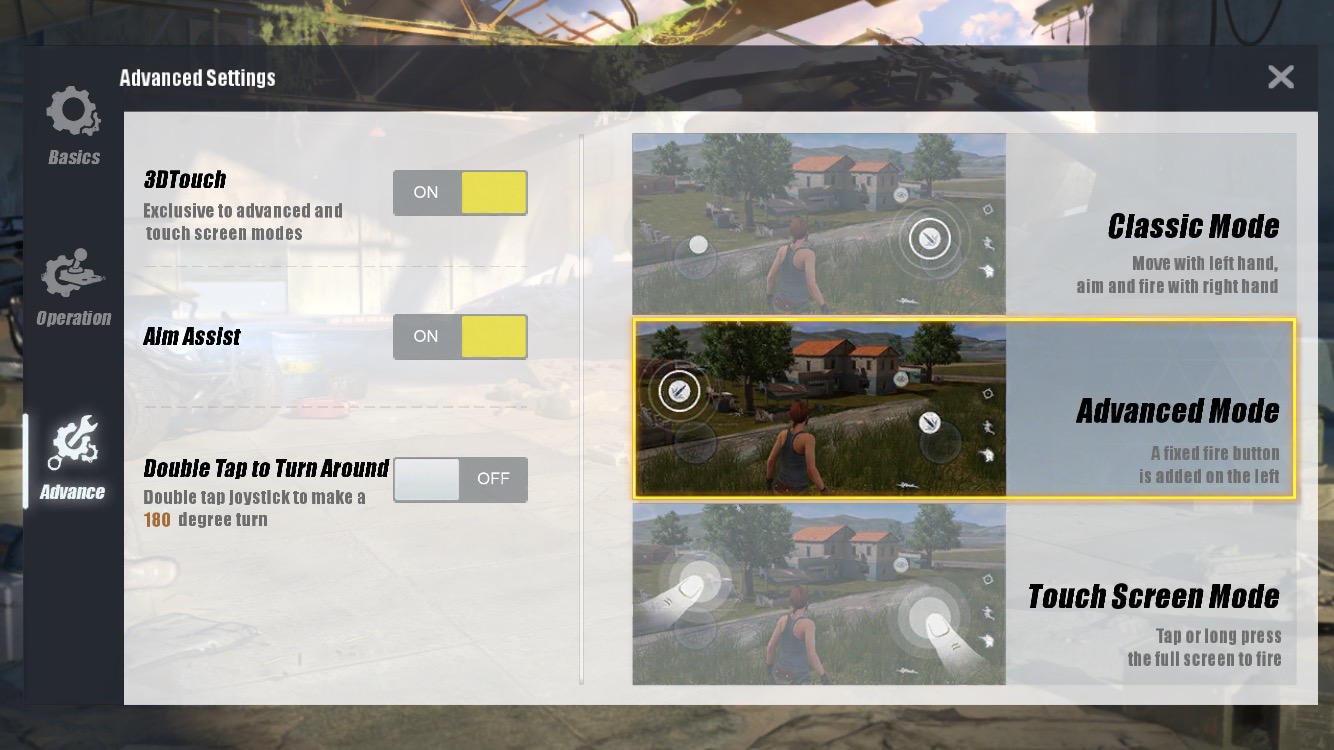 Advanced Settings
Basics
Operation
Advance
3DTouch
Exclusive to advanced and
touch screen modes
ON
Aim Assist
ON
Double Tap to Turn Around
Double tap joystick to make a
180 degree turn
OFF
Classic Mode
Move with left hand,
aim and fire with right hand
Advanced Mode
A fixed fire button
is added on the left
Touch Screen Mode
Tap or long press
the full screen to fire